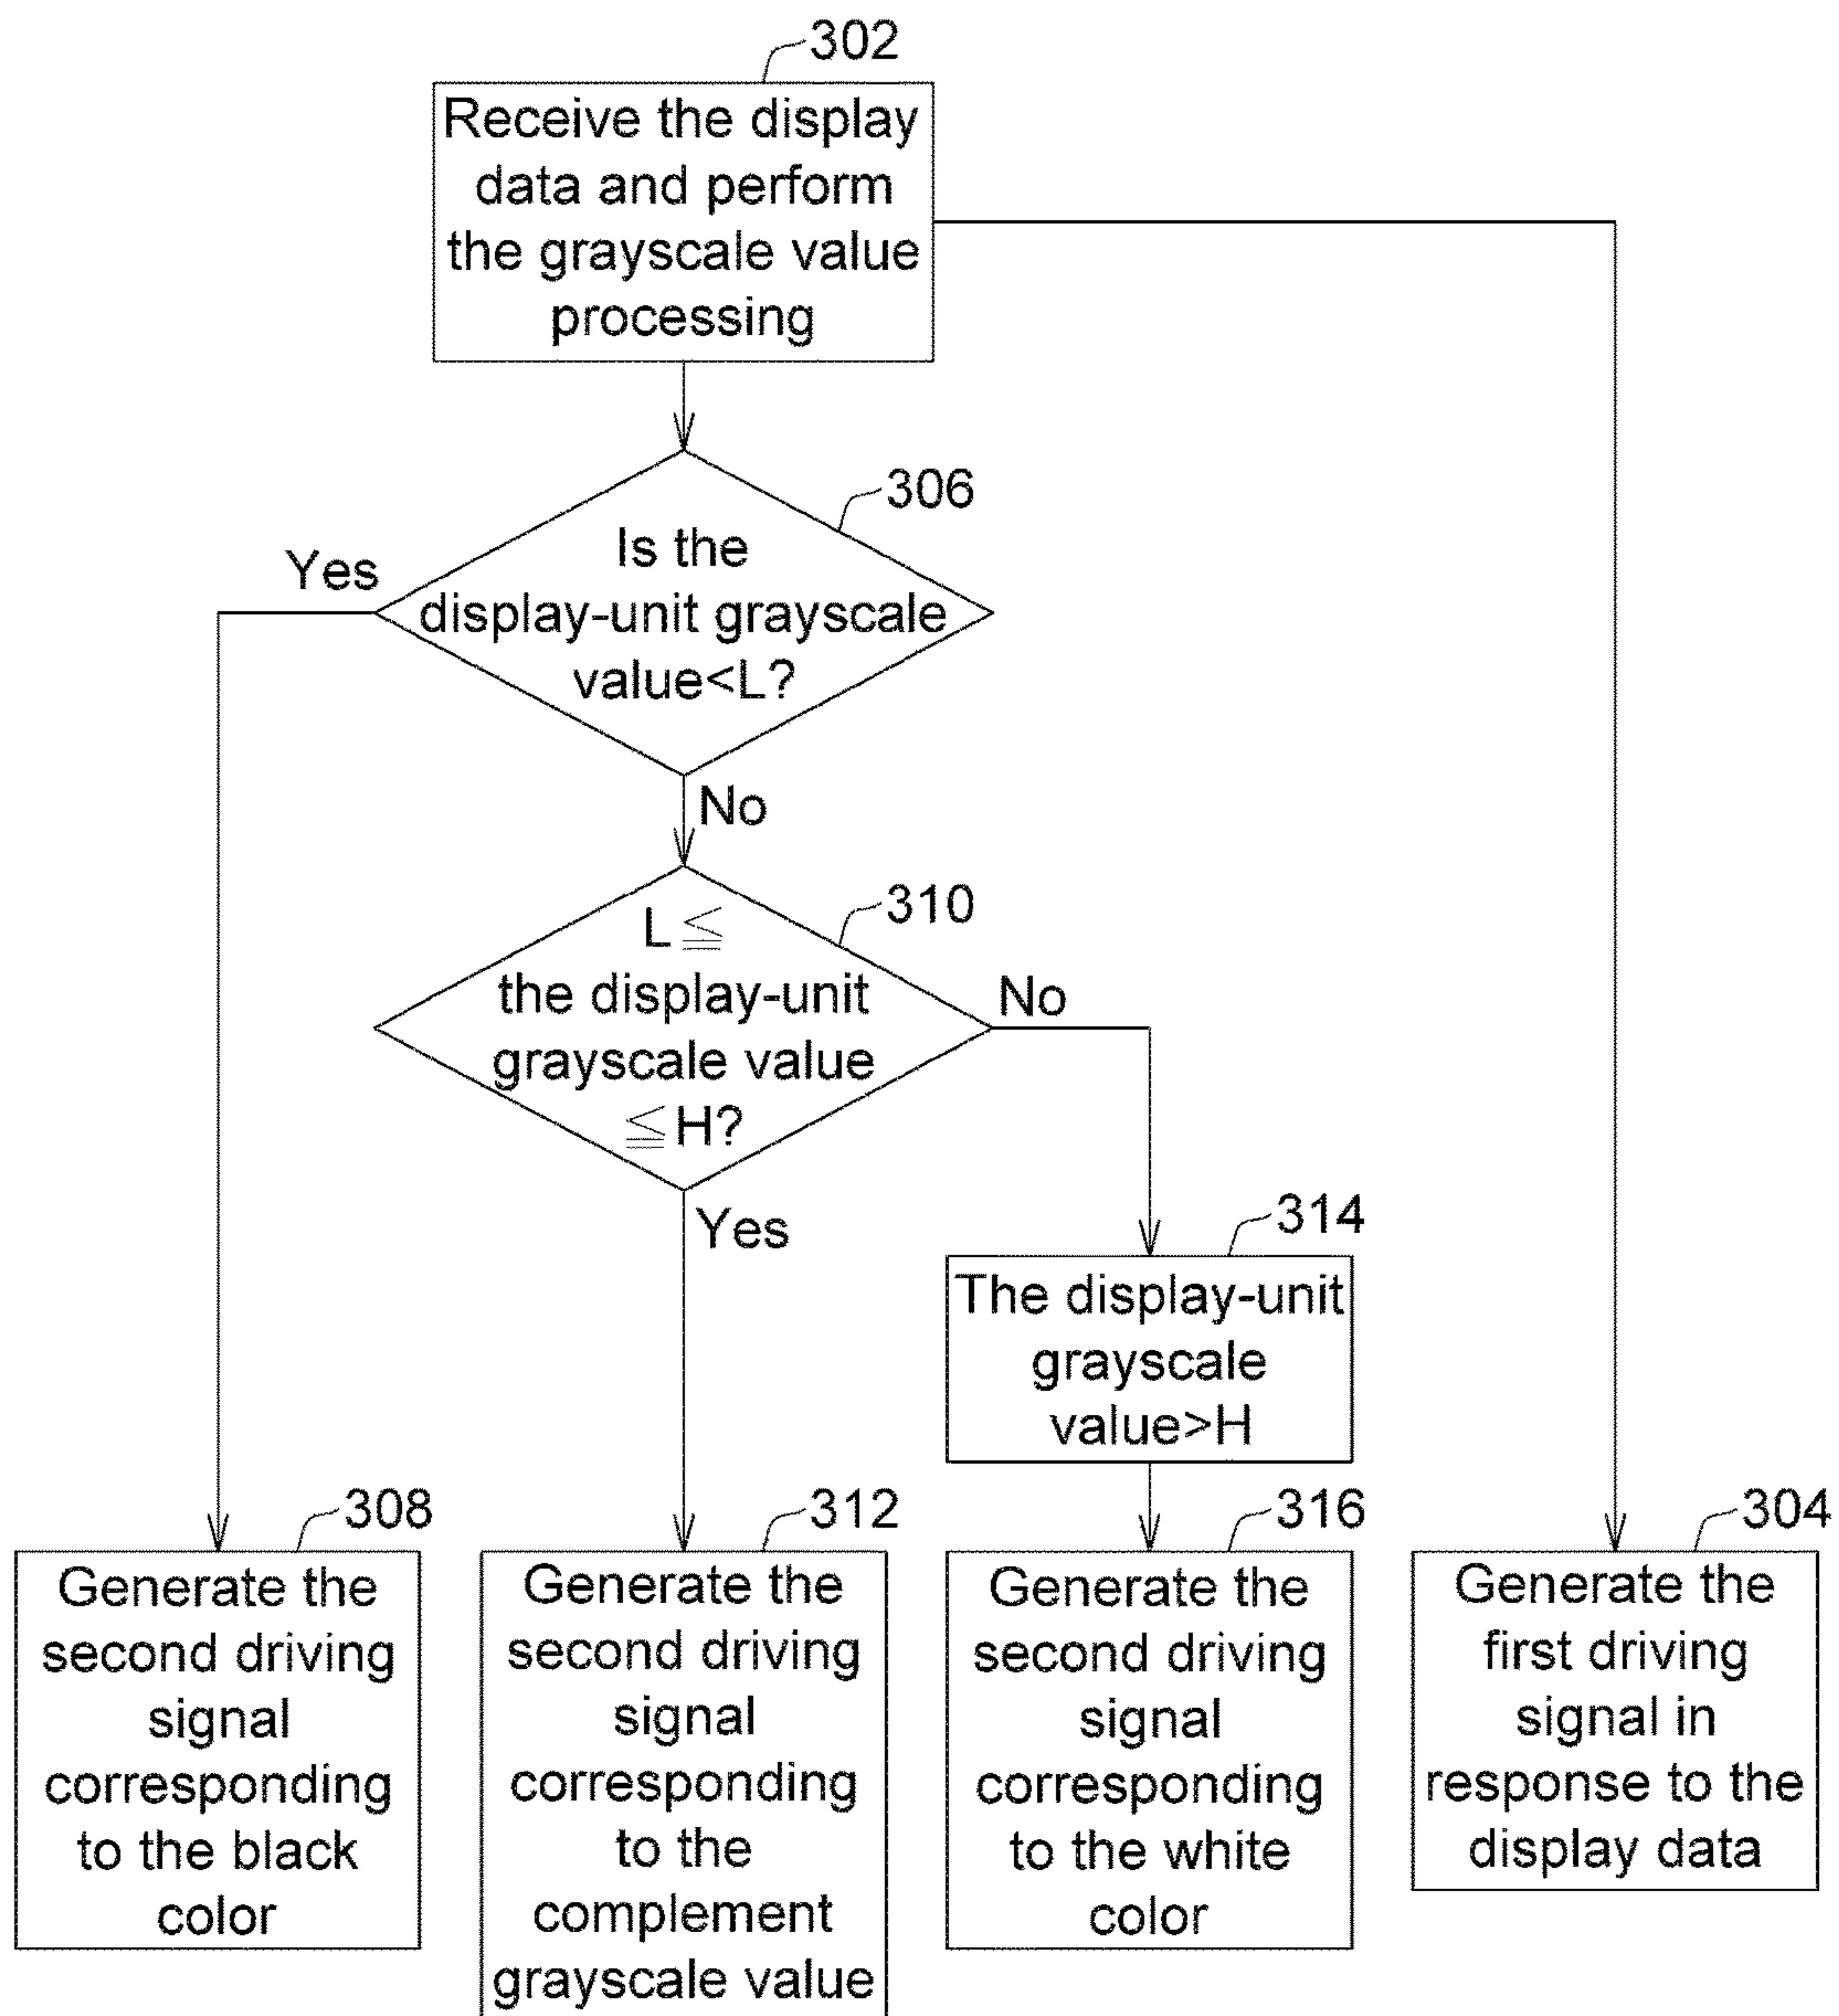 302
Receive the display
data and perform
the grayscale value
processing
306
Is the
display-unit grayscale
value<L?
Yes
No
310
L ≦
the display-unit
grayscale value
≦H?
No
Yes
314
The display-unit
grayscale
value>H
308
Generate the
second driving
signal
corresponding
to the black
color
312
Generate the
second driving
signal
corresponding
to the
complement
grayscale value
316
Generate the
second driving
signal
corresponding
to the white
color
304
Generate the
first driving
signal in
response to the
display data